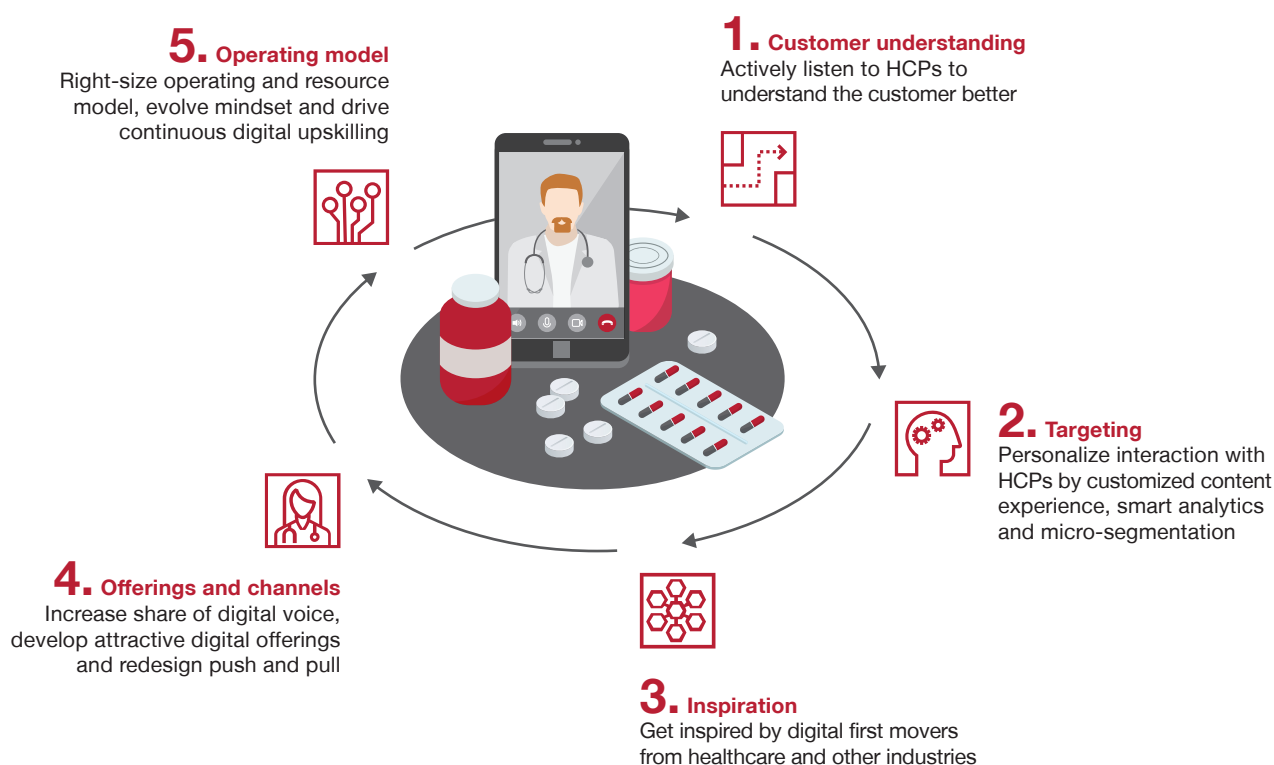 1. Customer understanding
Actively listen to HCPs to
understand the customer better
2. Targeting
Personalize interaction with
HCPs by customized content
experience, smart analytics
and micro-segmentation
3. Inspiration
Get inspired by digital first movers
from healthcare and other industries
4. Offerings and channels
Increase share of digital voice,
develop attractive digital offerings
and redesign push and pull
5. Operating model
Right-size operating and resource
model, evolve mindset and drive
continuous digital upskilling